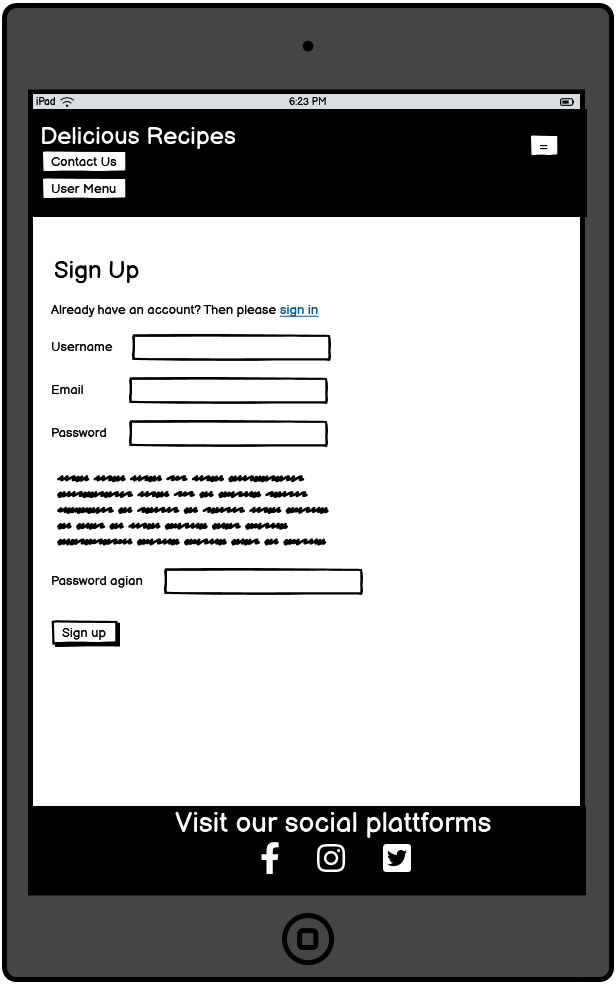 iPad 6:23 PM
Delicious Recipes
Contact Us
=
User Menu
Sign Up
Already have an account? Then please sign in
Username
Email
Password
Password agian
Sign up
Visit our social plattforms